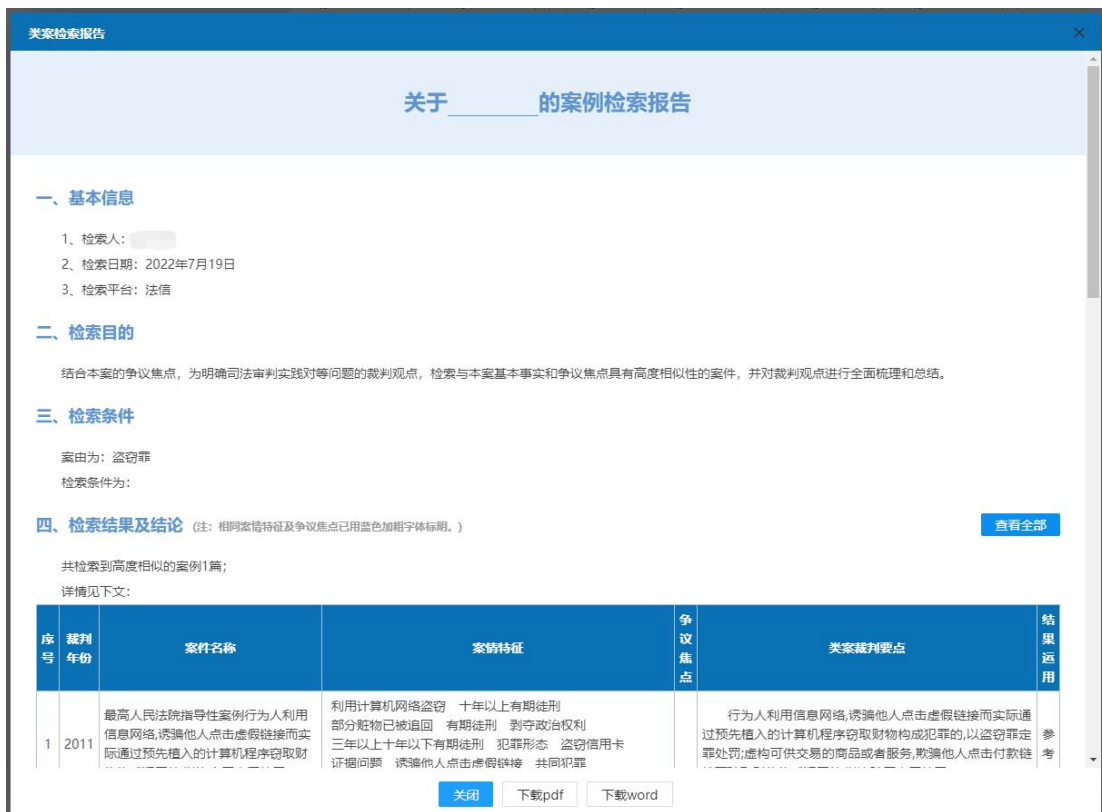 类案检索报告
关于________的案例检索报告
一、基本信息
1、检索人：
2、检索日期：2022年7月19日
3、检索平台：法信
二、检索目的
结合本案的争议焦点，为明确司法审判实践对等问题的裁判观点，检索与本案基本事实和争议焦点具有高度相似性的案件，并对裁判观点进行全面梳理和总结。
三、检索条件
案由为：盗窃罪
检索条件为：
四、检索结果及结论 (注：相同案情特征及争议焦点已用蓝色加粗字体标明。)
查看全部
共检索到高度相似的案例1篇；
详情见下文：
序号 裁判年份 案件名称 案情特征 争议焦点 类案裁判要点 结果运用
1 2011
最高人民法院指导性案例行为人利用
信息网络,诱骗他人点击虚假链接而实
际通过预先植入的计算机程序窃取财
利用计算机网络盗窃 十年以上有期徒刑
部分赃物已被追回 有期徒刑 剥夺政治权利
三年以上十年以下有期徒刑 犯罪形态 盗窃信用卡
证据问题 诱骗他人点击虚假链接 共同犯罪
行为人利用信息网络,诱骗他人点击虚假链接而实际通
过预先植入的计算机程序窃取财物构成犯罪的,以盗窃罪定
罪处罚;虚构可供交易的商品或者服务,欺骗他人点击付款链
参考
关闭 下载pdf 下载word